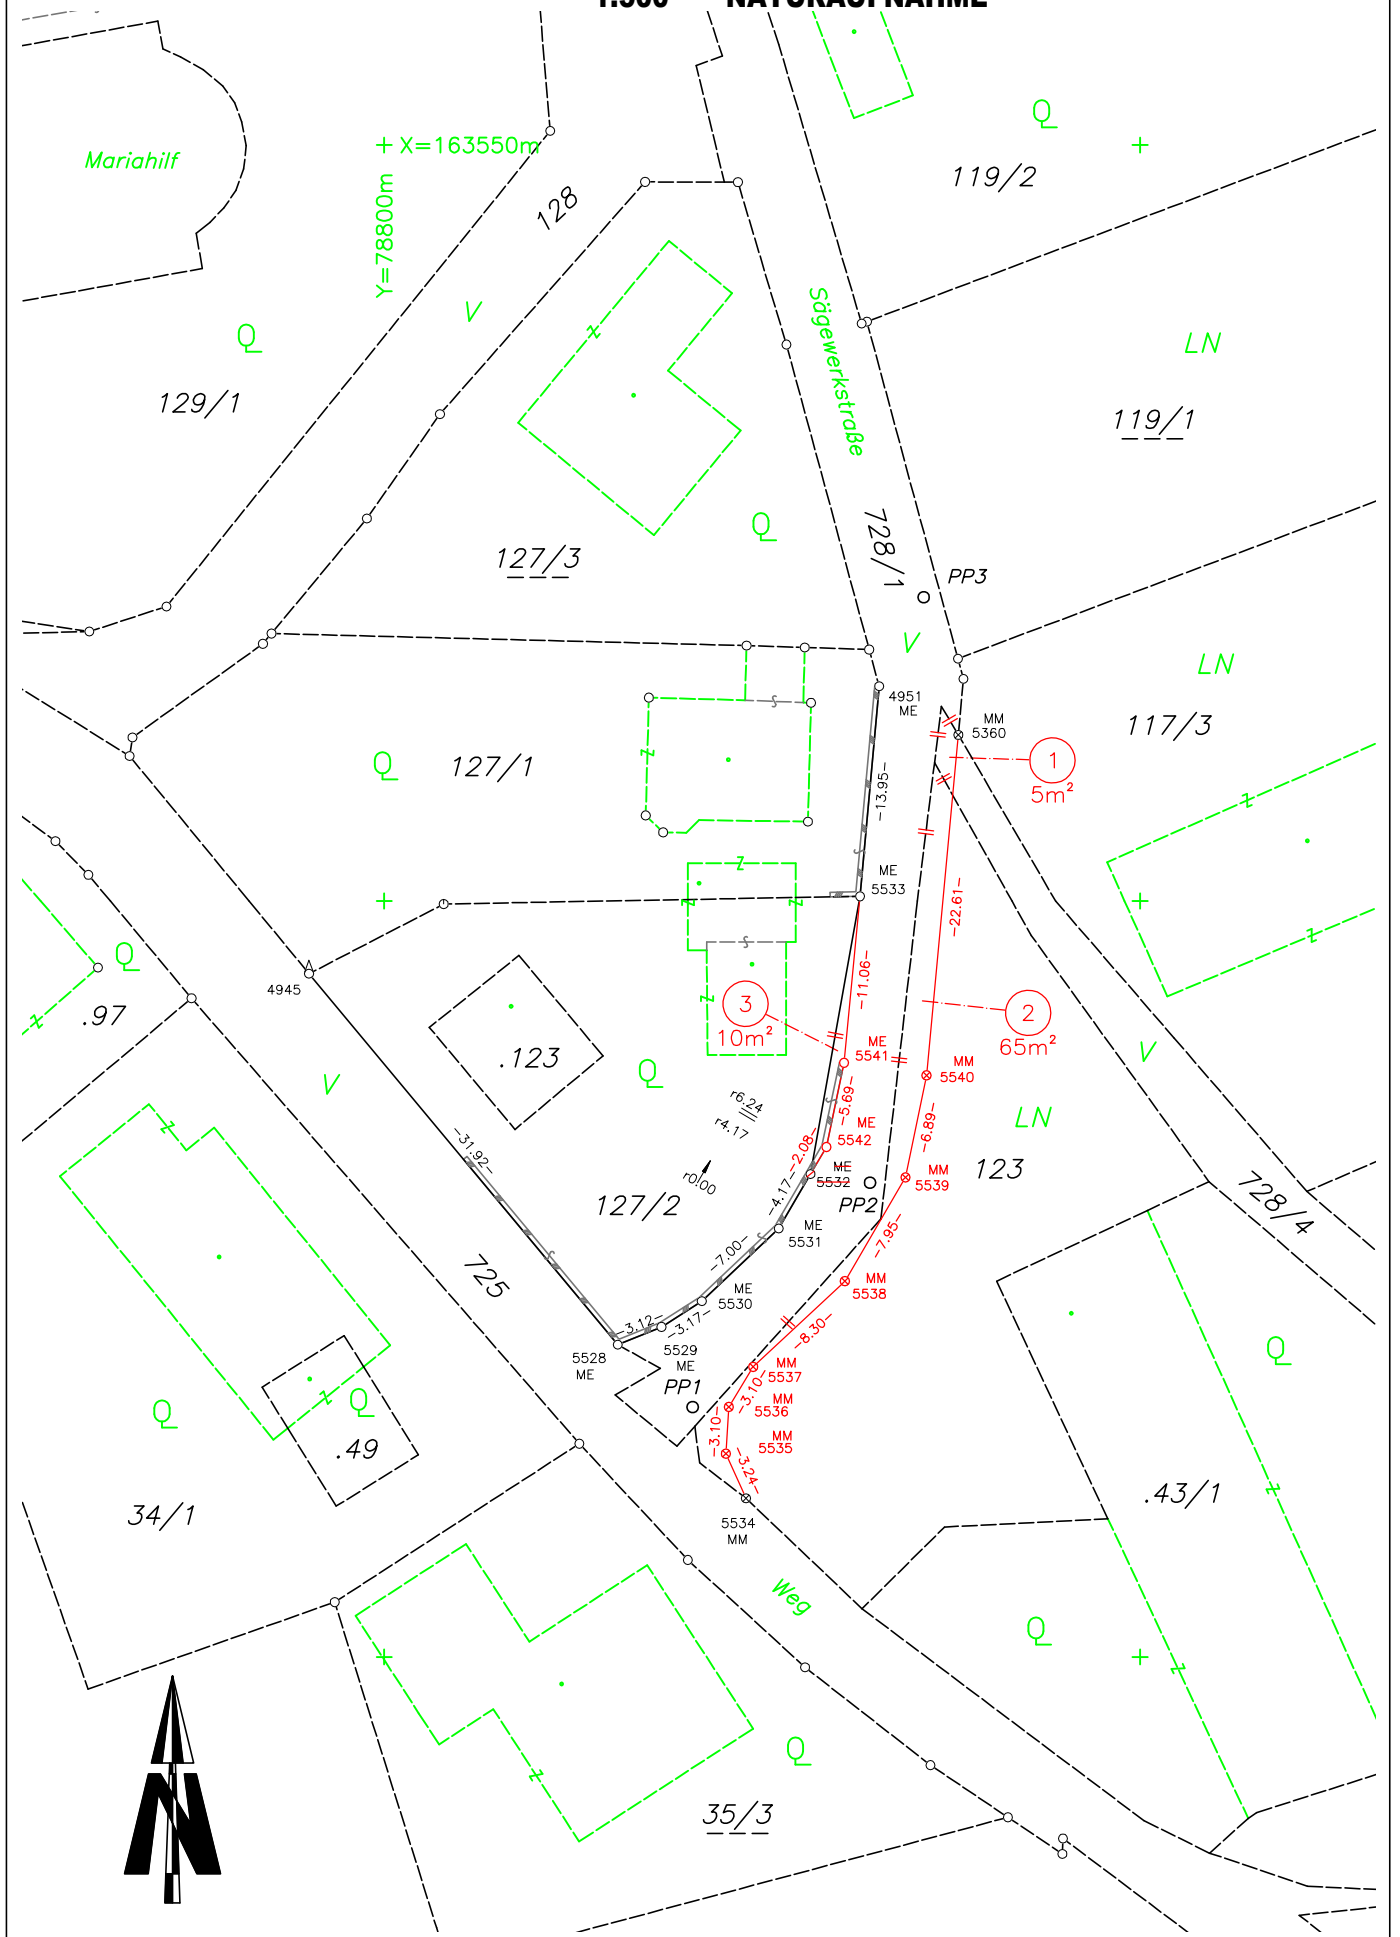 Mariahilf
X=163550m
Y=78800m
128
V
119/2
129/1
Sägewerkstraße
LN
119/1
127/3
728/1
PP3
V
LN
117/3
4951
ME
MM
5360
1
5m²
127/1
-13.95-
ME
5533
-22.61-
4945
.97
-11.06-
3
10m²
2
65m²
.123
ME
5541
MM
5540
V
V
r6.24
r4.17
-5.69-
-6.89-
LN
ME
5542
-31.92-
-2.08-
ME
5532
MM
5539
123
r0.00
127/2
-4.17-
PP2
728/4
ME
5531
-7.00-
-7.95-
725
ME
5530
MM
5538
-3.12-
-3.17-
-8.30-
5528
ME
5529
ME
PP1
MM
5537
-3.10-
MM
5536
.49
-3.10-
MM
5535
-3.24-
34/1
.43/1
5534
MM
Weg
35/3
N